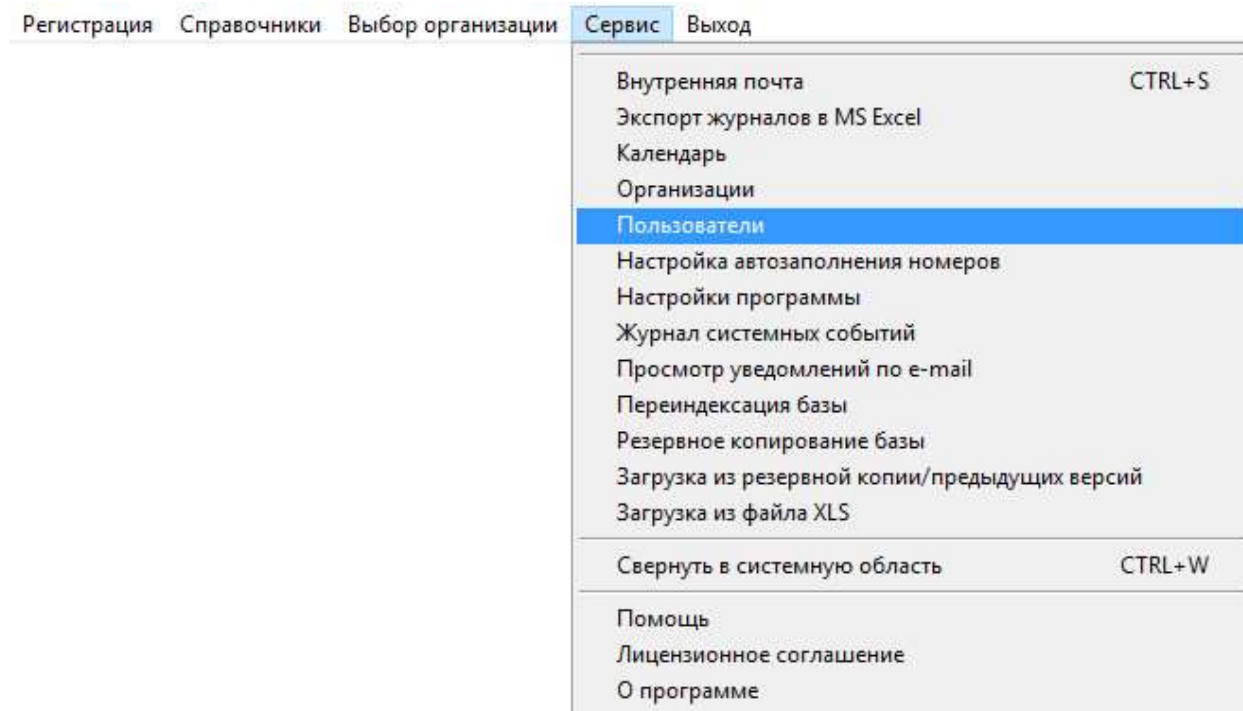 Регистрация Справочники Выбор организации Сервис Выход
Внутренняя почта CTRL+S
Экспорт журналов в MS Excel
Календарь
Организации
Пользователи
Настройка автозаполнения номеров
Настройки программы
Журнал системных событий
Просмотр уведомлений по e-mail
Переиндексация базы
Резервное копирование базы
Загрузка из резервной копии/предыдущих версий
Загрузка из файла XLS
Свернуть в системную область CTRL+W
Помощь
Лицензионное соглашение
О программе